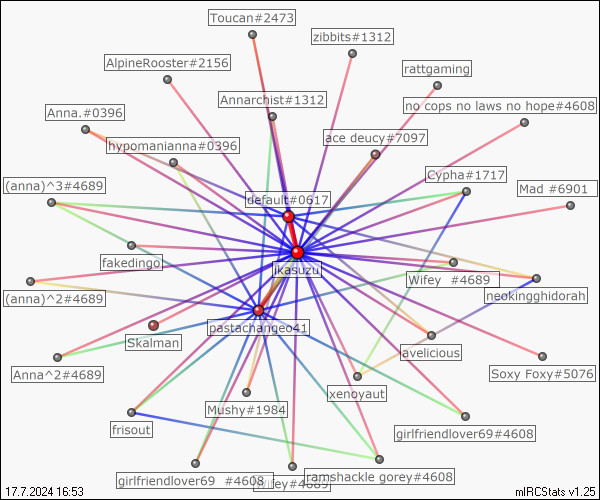 Toucan#2473
zibbits#1312
AlpineRooster#2156
rattgaming
Annarchist#1312
no cops no laws no hope#4608
Anna.#0396
ace deucy#7097
hypomanianna#0396
Cypha#1717
(anna)^3#4689
Mad #6901
default#0617
fakedingo
ikasuzu
Wifey #4689
(anna)^2#4689
neokingghidorah
pastachangeo41
Skalman
avelicious
Anna^2#4689
Soxy Foxy#5076
xenoyaut
Mushy#1984
frisout
girlfriendlover69#4608
girlfriendlover69 #4608
Wifey#4689
ramshackle gorey#4608
17.7.2024 16:53
mIRCStats v1.25